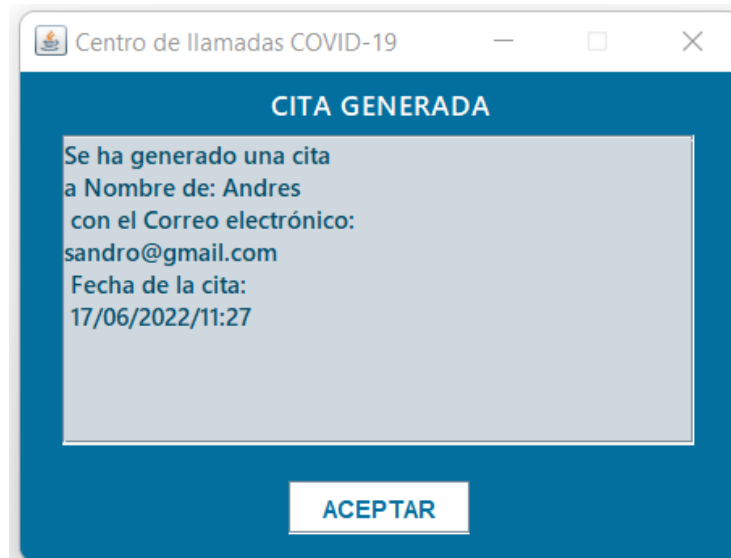 Centro de llamadas COVID-19
CITA GENERADA
Se ha generado una cita
a Nombre de: Andres
con el Correo electrónico:
sandro@gmail.com
Fecha de la cita:
17/06/2022/11:27
ACEPTAR